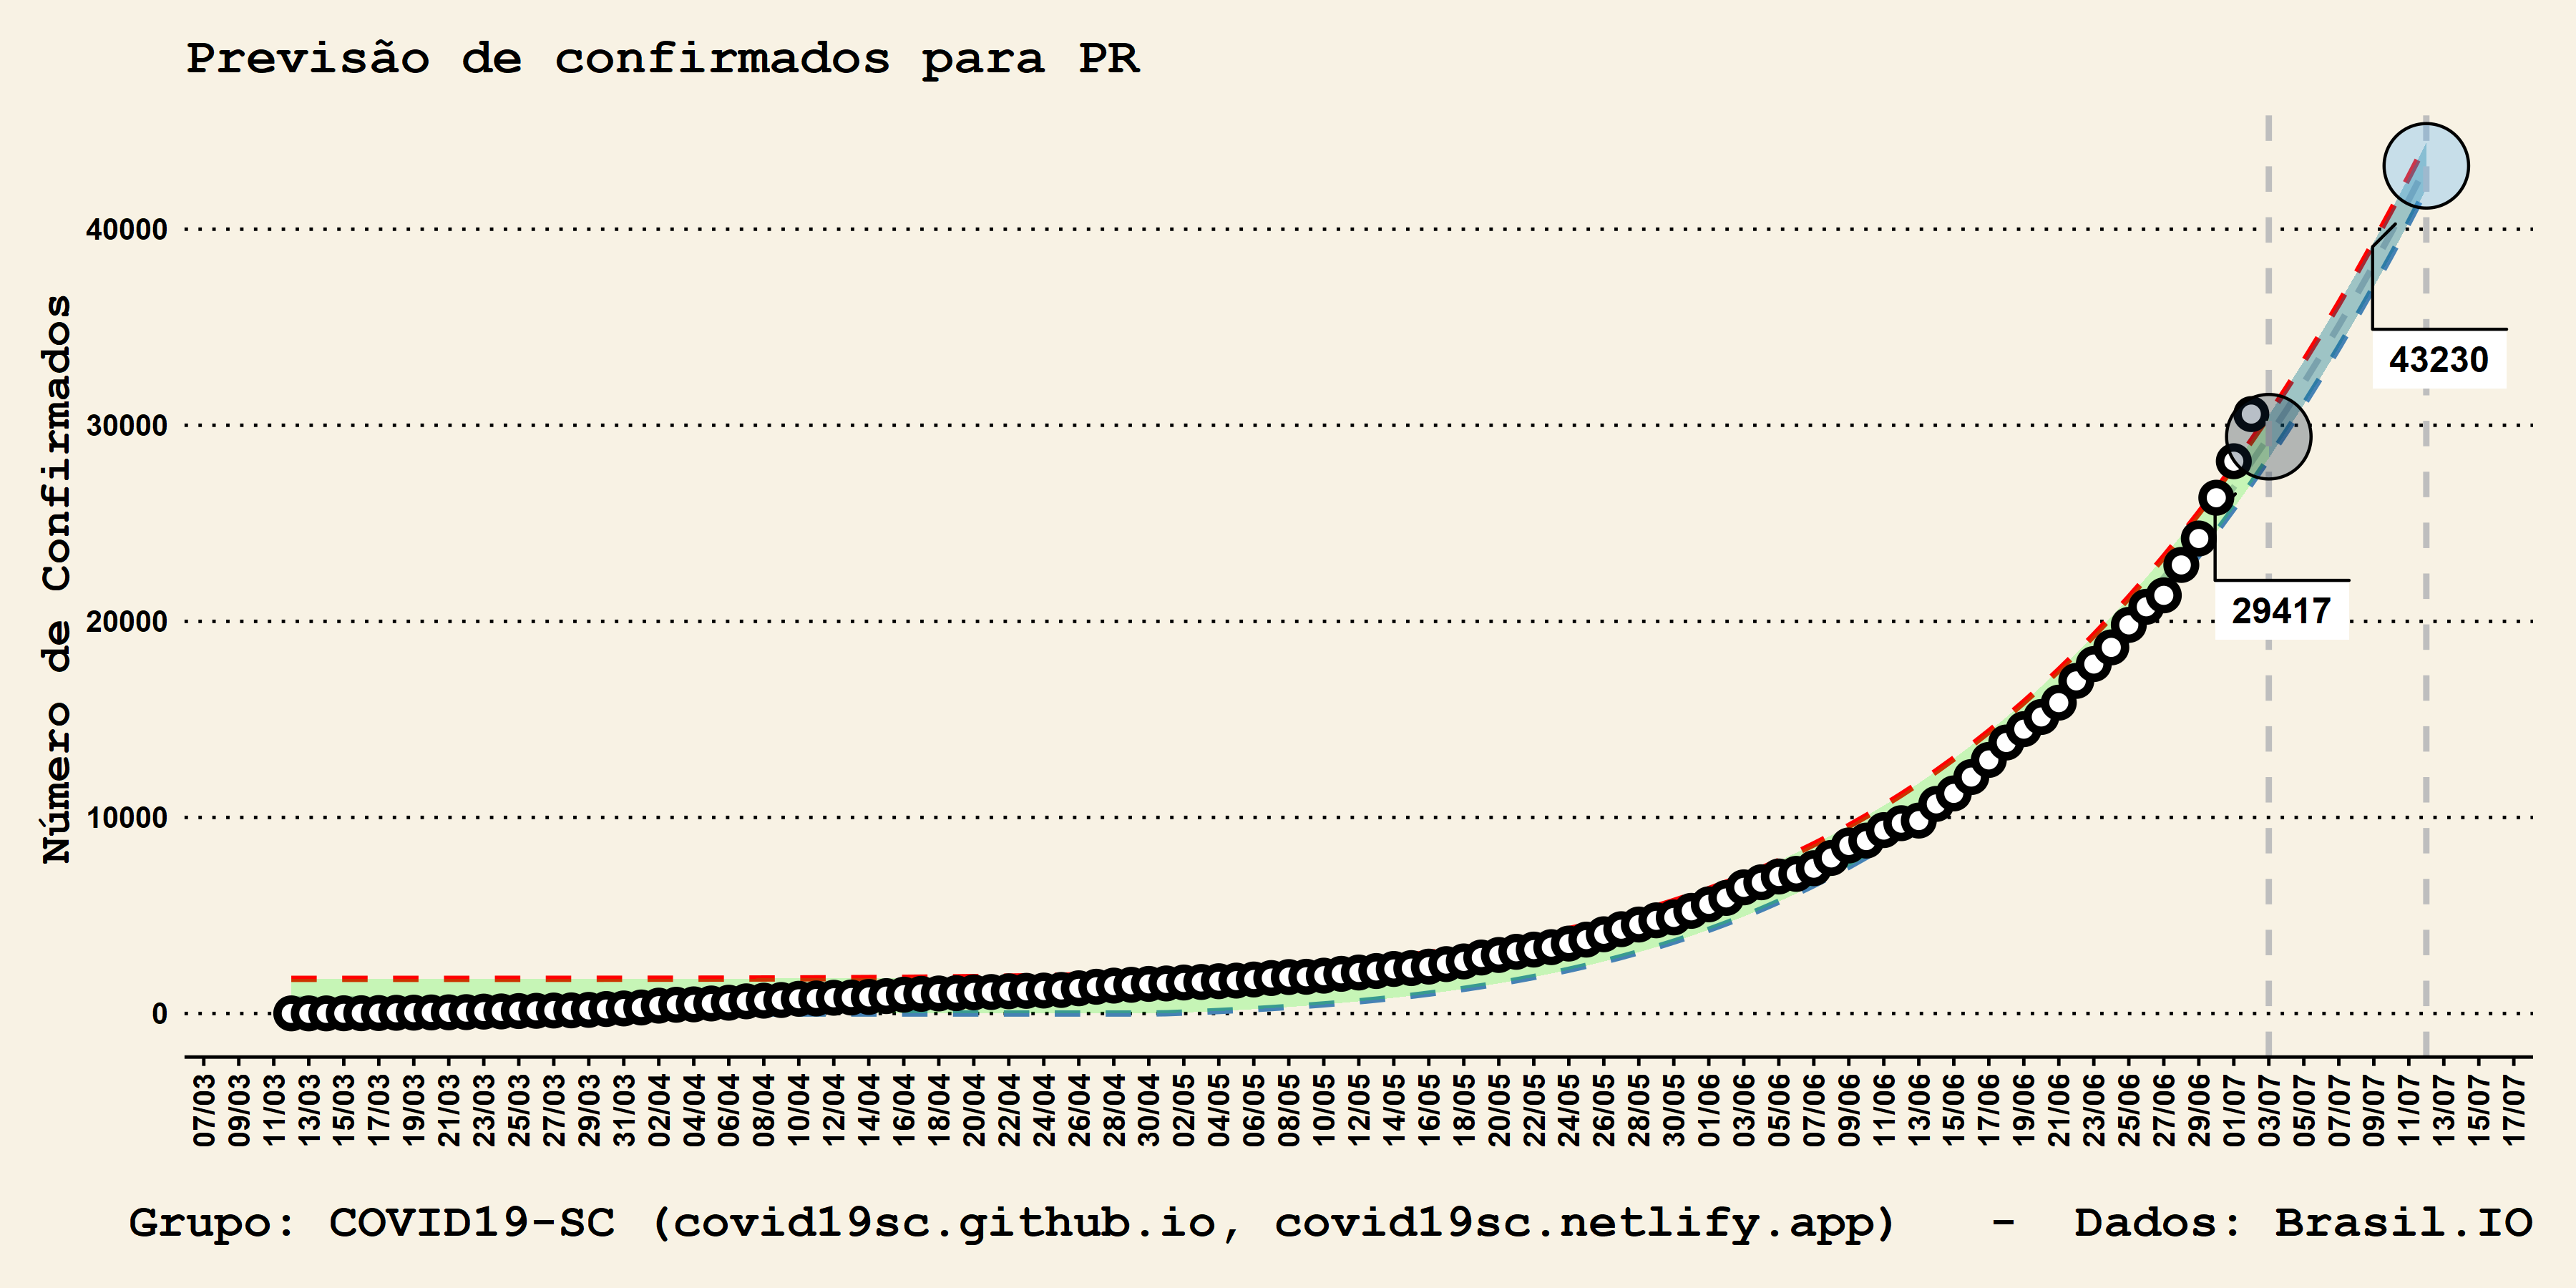 Previsão de confirmados para PR
Número de Confirmados
40000
30000
20000
10000
0
43230
29417
07/03 09/03 11/03 13/03 15/03 17/03 19/03 21/03 23/03 25/03 27/03 29/03 31/03 02/04 04/04 06/04 08/04 10/04 12/04 14/04 16/04 18/04 20/04 22/04 24/04 26/04 28/04 30/04 02/05 04/05 06/05 08/05 10/05 12/05 14/05 16/05 18/05 20/05 22/05 24/05 26/05 28/05 30/05 01/06 03/06 05/06 07/06 09/06 11/06 13/06 15/06 17/06 19/06 21/06 23/06 25/06 27/06 29/06 01/07 03/07 05/07 07/07 09/07 11/07 13/07 15/07 17/07
Grupo: COVID19-SC (covid19sc.github.io, covid19sc.netlify.app) - Dados: Brasil.IO